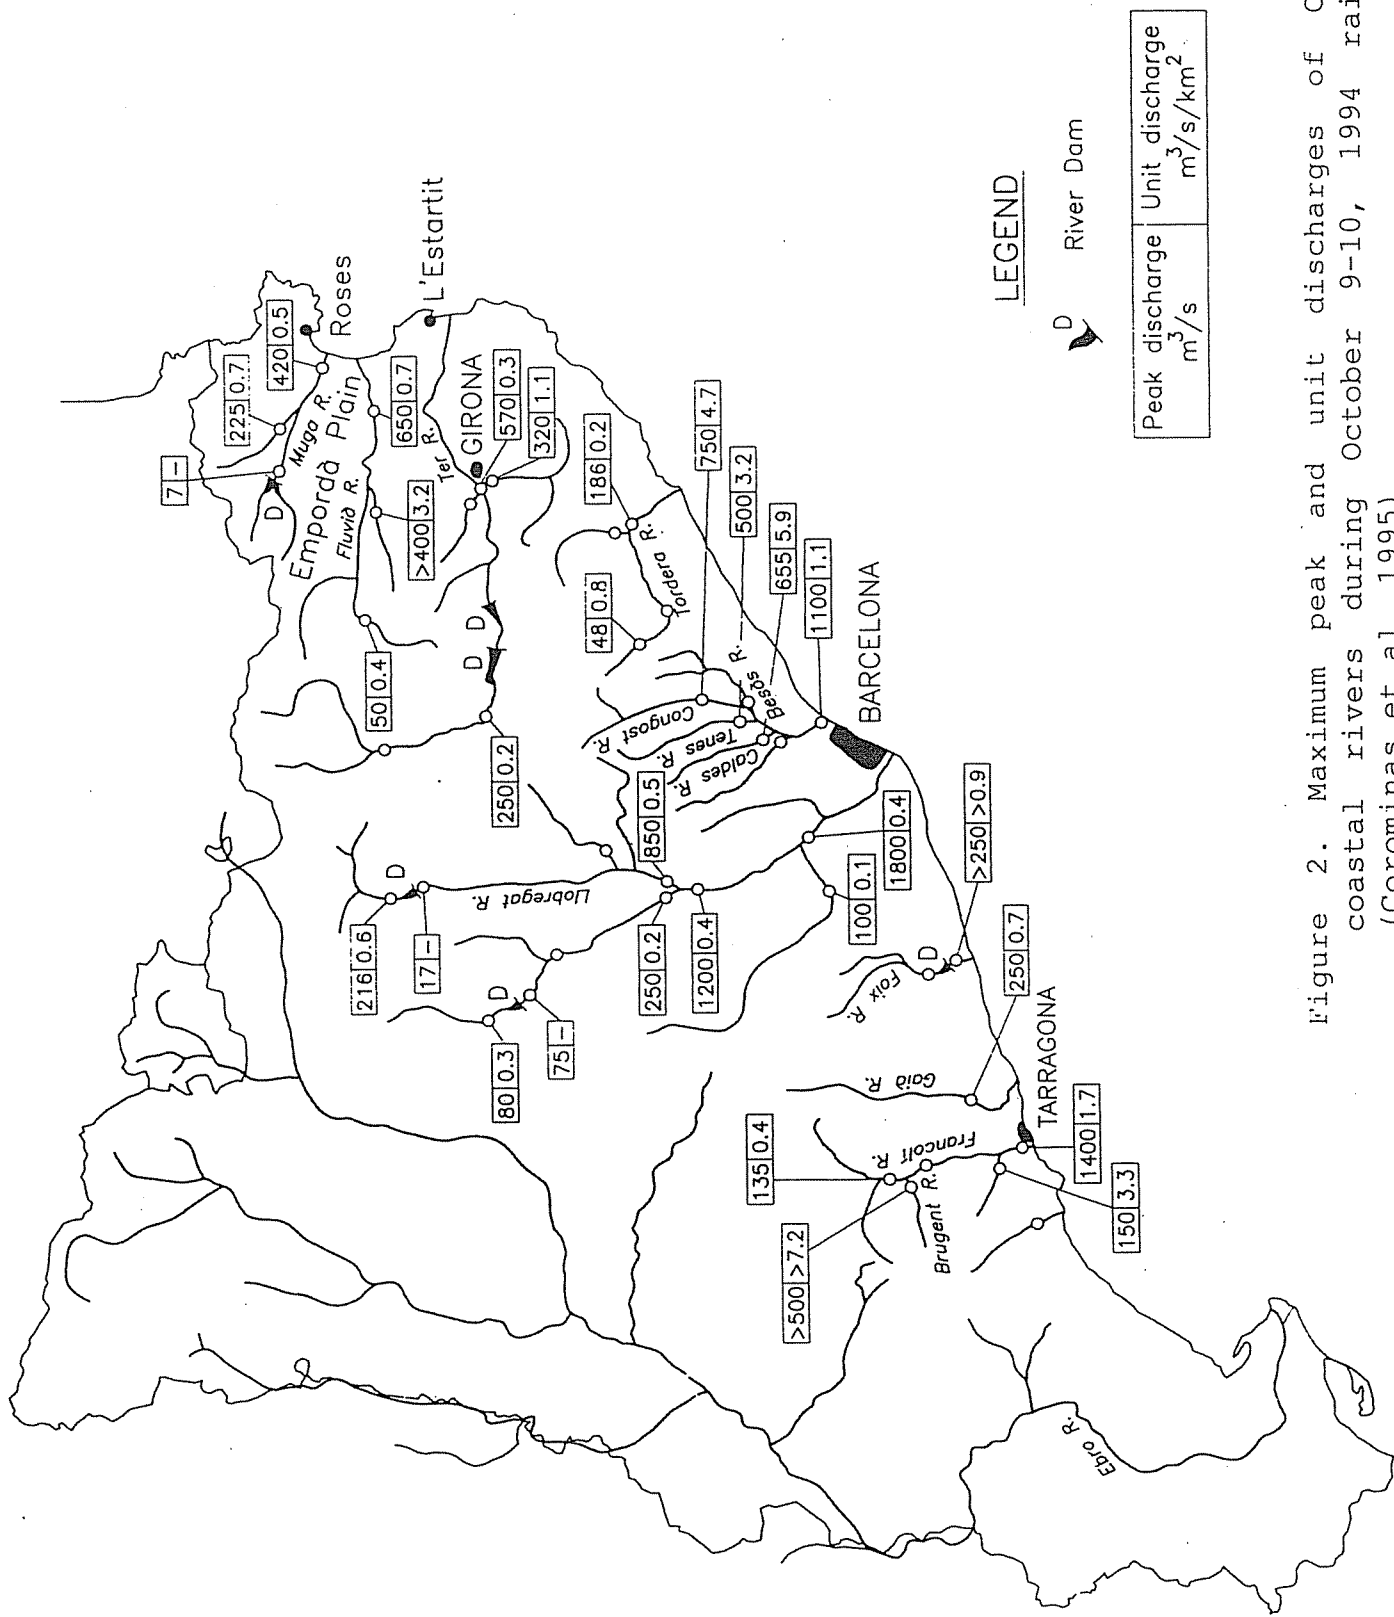 7 | -
225 | 0.7
420 | 0.5
Roses
L'Estartit
D
Muga R.
Empordà Plain
Fluvià R.
650 | 0.7
>400 | 3.2
Ter R.
GIRONA
570 | 0.3
320 | 1.1
50 | 0.4
D
D
250 | 0.2
186 | 0.2
48 | 0.8
Tordera R.
750 | 4.7
500 | 3.2
655 | 5.9
1100 | 1.1
Congost R.
Tenes R.
Caldes R.
Besòs R.
BARCELONA
216 | 0.6
D
17 | -
Llobregat R.
850 | 0.5
80 | 0.3
D
75 | -
250 | 0.2
1200 | 0.4
100 | 0.1
1800 | 0.4
Foix R.
D
>250 | >0.9
Gaià R.
250 | 0.7
TARRAGONA
135 | 0.4
Francolí R.
Brugent R.
>500 | >7.2
150 | 3.3
1400 | 1.7
Ebro R.
LEGEND
D River Dam
Peak discharge m³/s | Unit discharge m³/s/km²
Figure 2. Maximum peak and unit discharges of
coastal rivers during October 9-10, 1994
(Corominas et al 1995)